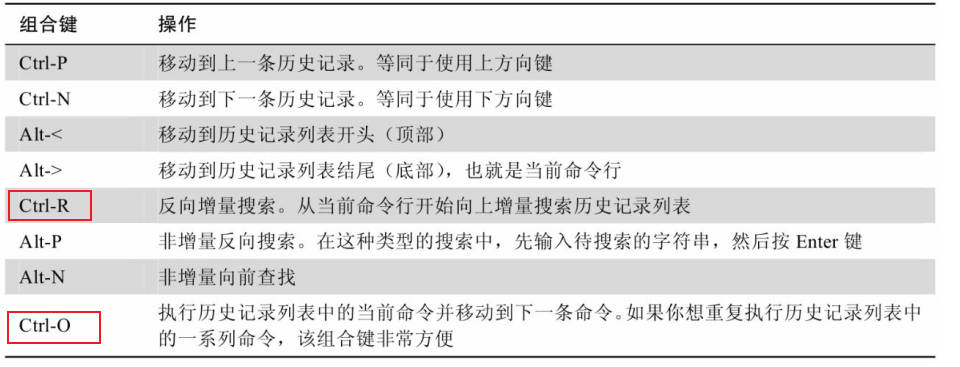 组合键 操作
Ctrl-P 移动到上一条历史记录。等同于使用上方向键
Ctrl-N 移动到下一条历史记录。等同于使用下方向键
Alt-< 移动到历史记录列表开头（顶部）
Alt-> 移动到历史记录列表结尾（底部），也就是当前命令行
Ctrl-R 反向增量搜索。从当前命令行开始向上增量搜索历史记录列表
Alt-P 非增量反向搜索。在这种类型的搜索中，先输入待搜索的字符串，然后按 Enter 键
Alt-N 非增量向前查找
Ctrl-O 执行历史记录列表中的当前命令并移动到下一条命令。如果你想重复执行历史记录列表中
的一系列命令，该组合键非常方便